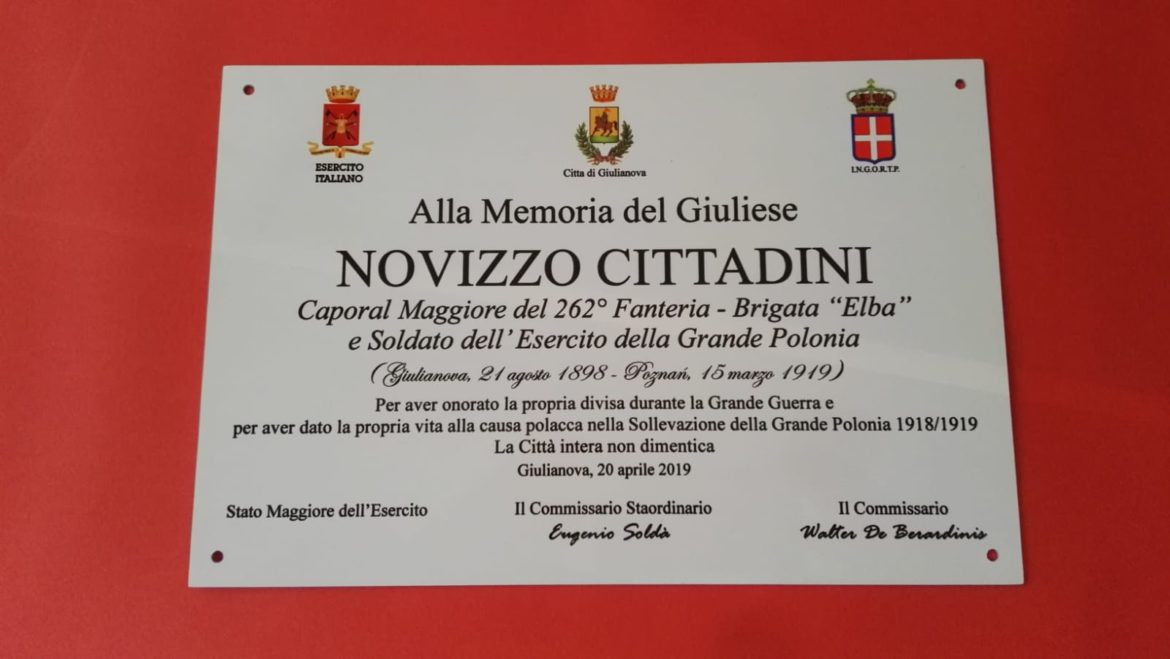 ESERCITO
ITALIANO
Citta di Giulianova
I.N.G.O.R.T.P.
Alla Memoria del Giuliese
NOVIZZO CITTADINI
Caporal Maggiore del 262° Fanteria - Brigata “Elba”
e Soldato dell’Esercito della Grande Polonia
(Giulianova, 21 agosto 1898 - Poznań, 15 marzo 1919)
Per aver onorato la propria divisa durante la Grande Guerra e
per aver dato la propria vita alla causa polacca nella Sollevazione della Grande Polonia 1918/1919
La Città intera non dimentica
Giulianova, 20 aprile 2019
Stato Maggiore dell’Esercito
Il Commissario Staordinario
Eugenio Soldà
Il Commissario
Walter De Berardinis